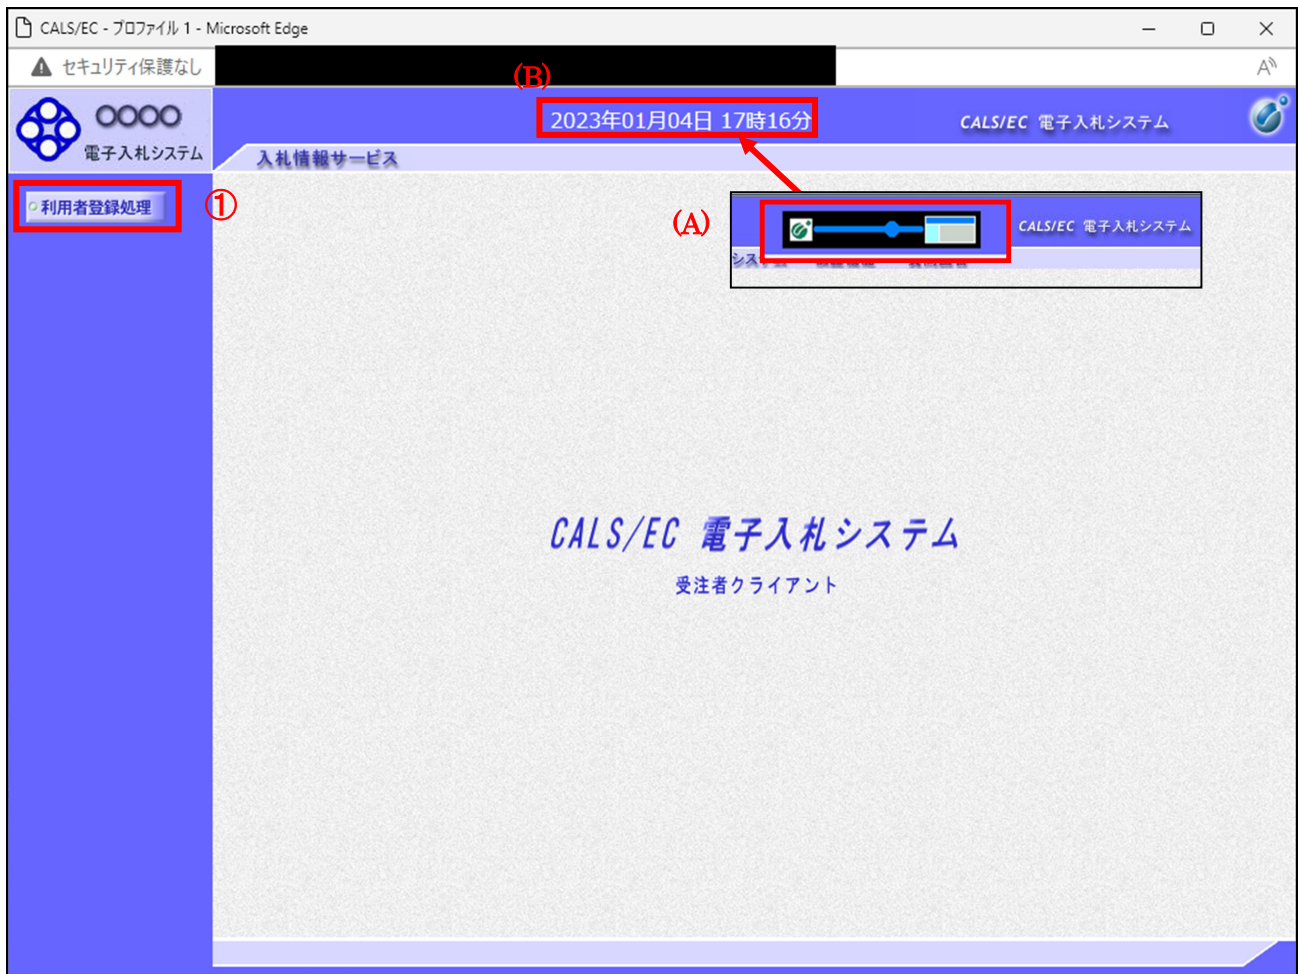 CALS/EC - プロファイル 1 - Microsoft Edge
セキュリティ保護なし
(B)
○○○○
電子入札システム
2023年01月04日 17時16分
CALS/EC 電子入札システム
入札情報サービス
利用者登録処理
①
(A)
CALS/EC 電子入札システム
CALS/EC 電子入札システム
受注者クライアント